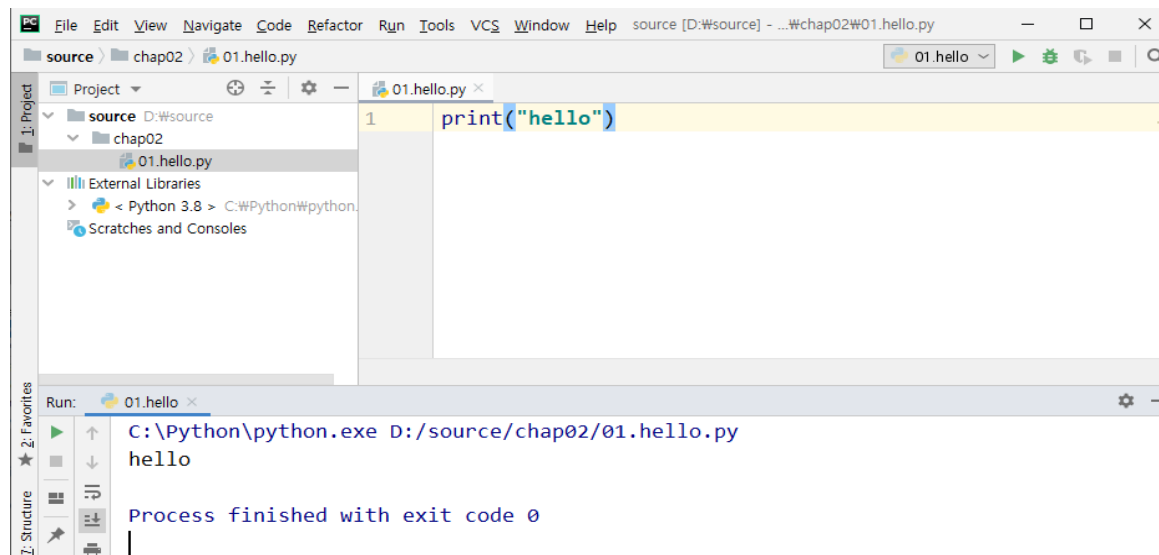 PC File Edit View Navigate Code Refactor Run Tools VCS Window Help source [D:₩source] - ...₩chap02₩01.hello.py
source chap02 01.hello.py 01.hello
1: Project
Project 01.hello.py
source D:₩source
chap02
01.hello.py
External Libraries
< Python 3.8 > C:₩Python₩python.
Scratches and Consoles
1 print("hello")
2: Favorites
7: Structure
Run: 01.hello
C:\Python\python.exe D:/source/chap02/01.hello.py
hello
Process finished with exit code 0